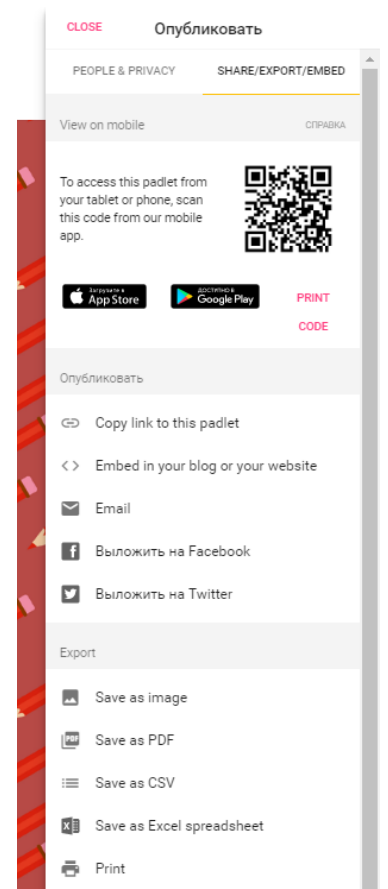 CLOSE Опубликовать
PEOPLE & PRIVACY SHARE/EXPORT/EMBED
View on mobile СПРАВКА
To access this padlet from
your tablet or phone, scan
this code from our mobile
app.
Загрузите в
App Store
ДОСТУПНО В
Google Play
PRINT
CODE
Опубликовать
Copy link to this padlet
Embed in your blog or your website
Email
Выложить на Facebook
Выложить на Twitter
Export
Save as image
PDF Save as PDF
Save as CSV
Save as Excel spreadsheet
Print